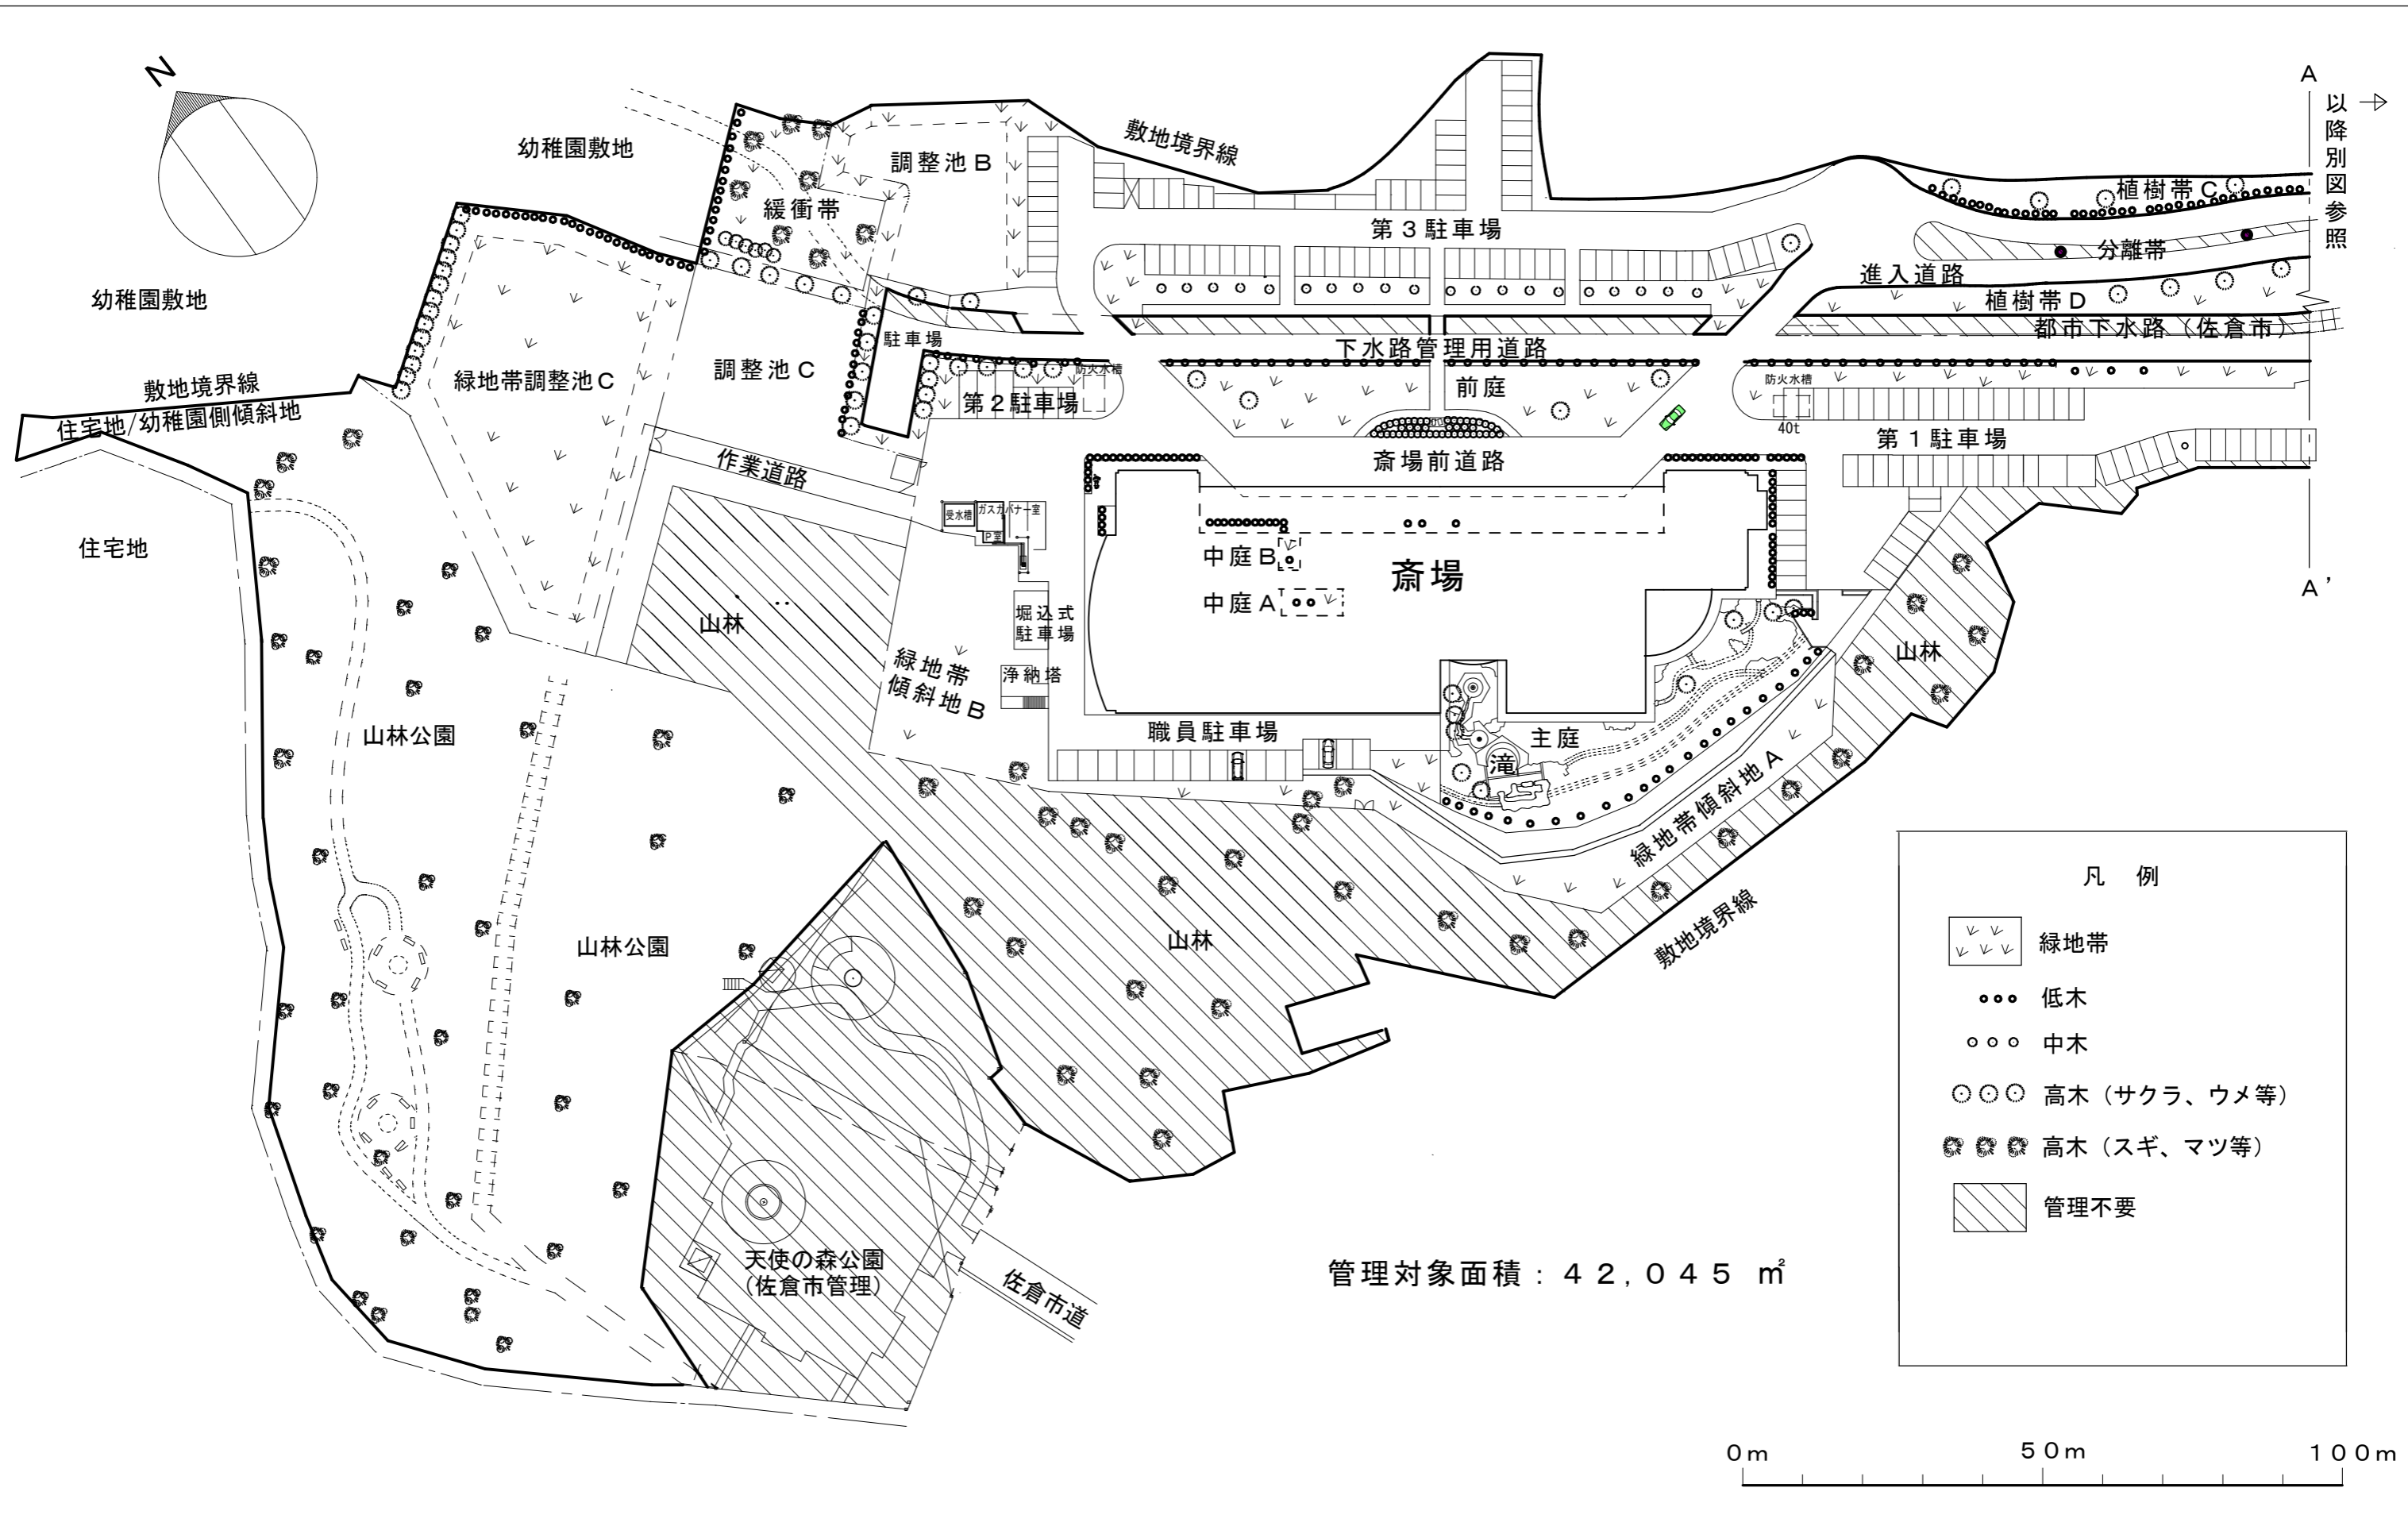 N
A
以降別図参照
幼稚園敷地
調整池B
敷地境界線
植樹帯C
緩衝帯
第3駐車場
分離帯
進入道路
幼稚園敷地
植樹帯D
都市下水路（佐倉市）
駐車場
下水路管理用道路
調整池C
防火水槽
敷地境界線
緑地帯調整池C
前庭
防火水槽
第2駐車場
住宅地/幼稚園側傾斜地
40t
第1駐車場
作業道路
斎場前道路
受水槽
ガスガバナー室
P室
住宅地
中庭B
斎場
A'
中庭A
山林
堀込式
駐車場
緑地帯
傾斜地B
浄納塔
山林
山林公園
職員駐車場
主庭
滝
緑地帯傾斜地A
山林公園
山林
敷地境界線
凡　例
緑地帯
低木
中木
高木（サクラ、ウメ等）
高木（スギ、マツ等）
管理不要
天使の森公園
（佐倉市管理）
佐倉市道
管理対象面積：４２,０４５ ㎡
0m
50m
100m